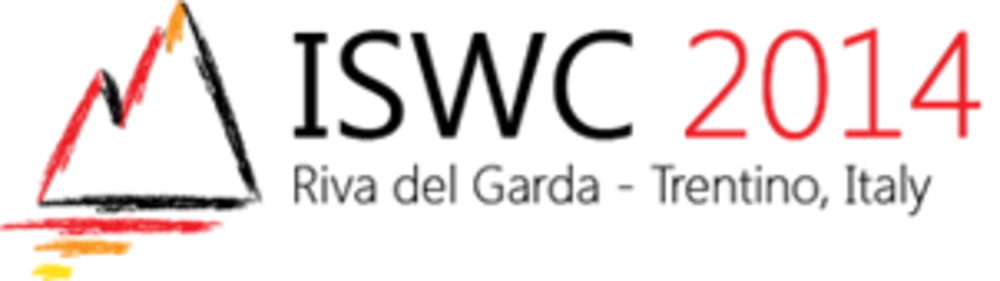 ISWC 2014
Riva del Garda - Trentino, Italy